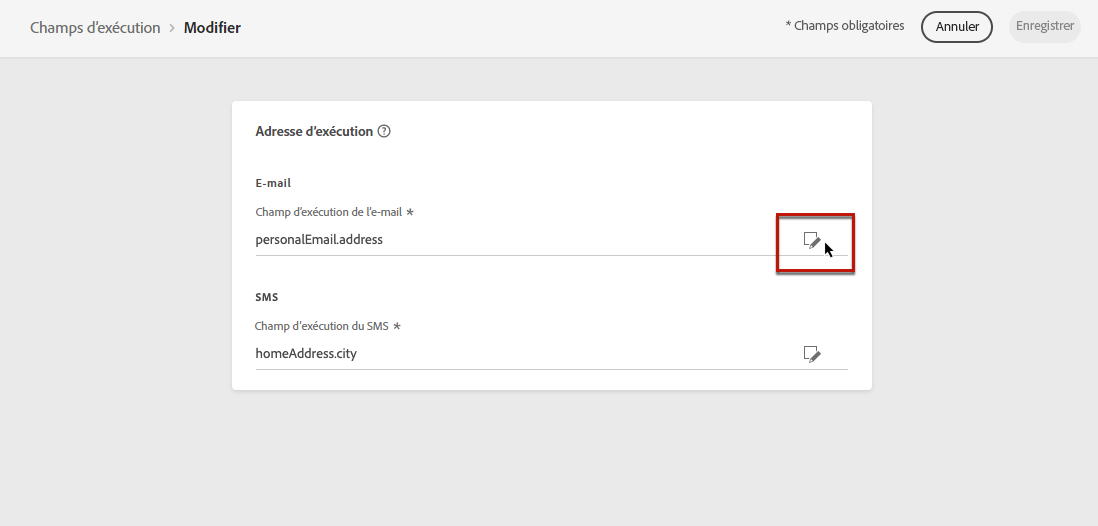 Champs d'exécution > Modifier
* Champs obligatoires
Annuler
Enregistrer
Adresse d'exécution ?
E-mail
Champ d'exécution de l'e-mail *
personalEmail.address
SMS
Champ d'exécution du SMS *
homeAddress.city